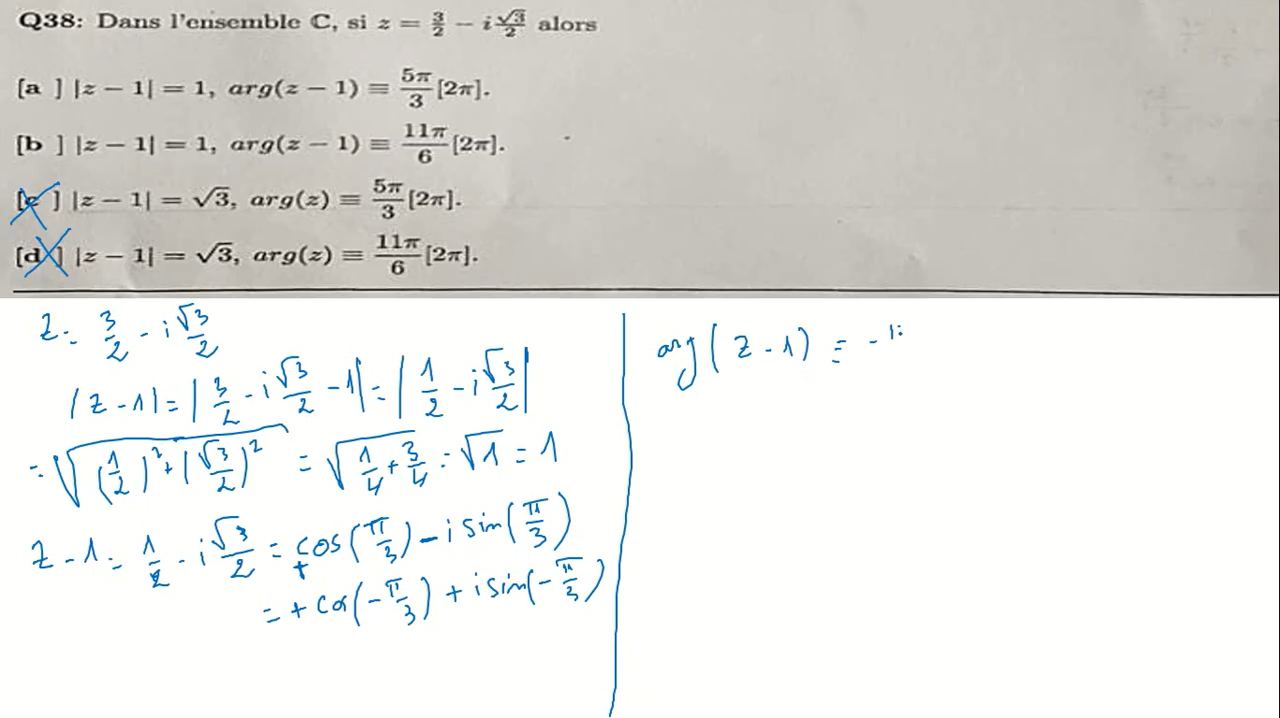 Q38: Dans l'ensemble C, si z = 3/2 − i√3/2 alors
[a ] |z − 1| = 1, arg(z − 1) ≡ 5π/3 [2π].
[b ] |z − 1| = 1, arg(z − 1) ≡ 11π/6 [2π].
[c ] |z − 1| = √3, arg(z) ≡ 5π/3 [2π].
[d ] |z − 1| = √3, arg(z) ≡ 11π/6 [2π].
z = 3/2 - i √3/2
|z - 1| = |3/2 - i √3/2 - 1| = |1/2 - i √3/2|
= √((1/2)² + (√3/2)²) = √(1/4 + 3/4) = √1 = 1
z - 1 = 1/2 - i √3/2 = + cos(π/3) - i sin(π/3)
= + cos(-π/3) + i sin(-π/3)
arg(z - 1) ≡ -